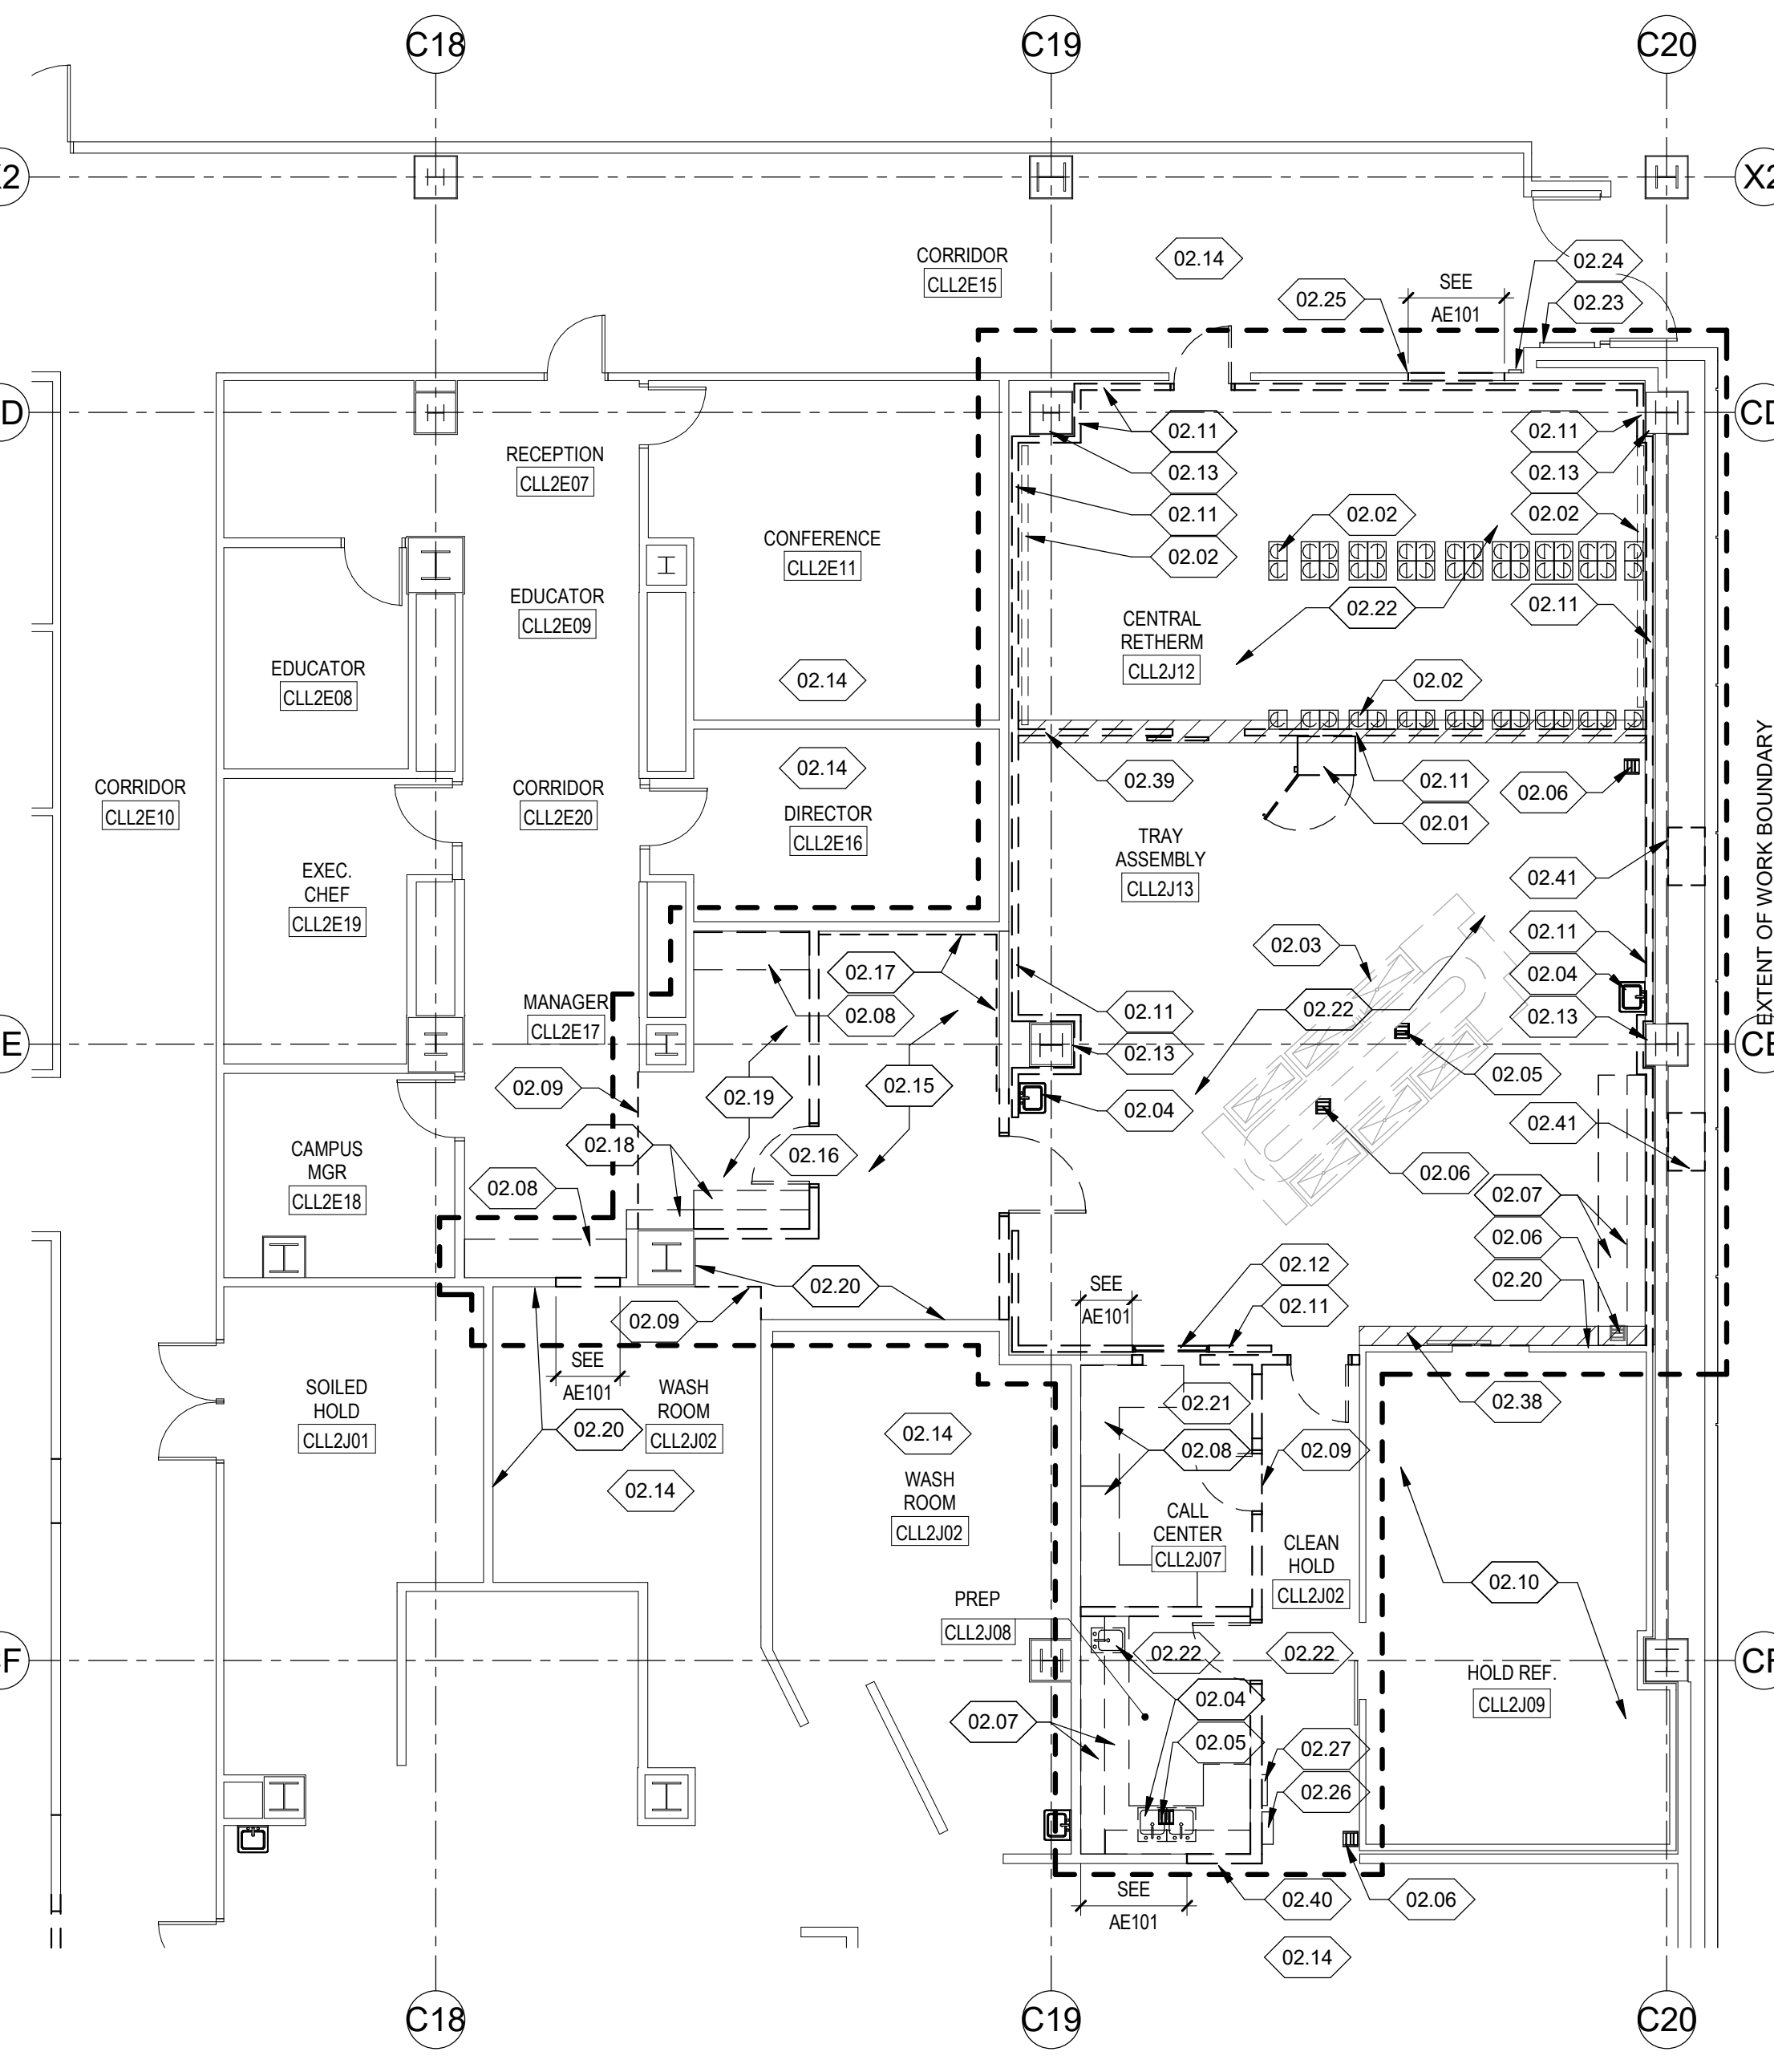 C18
C19
C20
X2
X2
CORRIDOR
CLL2E15
02.14
02.24
02.25
SEE
AE101
02.23
CD
02.11
02.11
RECEPTION
CLL2E07
02.13
02.13
02.11
02.02
02.02
CONFERENCE
CLL2E11
02.02
EDUCATOR
CLL2E09
02.22
02.11
CENTRAL
RETHERM
CLL2J12
EDUCATOR
CLL2E08
02.14
02.02
CORRIDOR
CLL2E10
CORRIDOR
CLL2E20
02.14
02.39
02.11
02.06
DIRECTOR
CLL2E16
02.01
EXTENT OF WORK BOUNDARY
TRAY
ASSEMBLY
CLL2J13
EXEC.
CHEF
CLL2E19
02.41
02.03
02.11
02.17
02.04
MANAGER
CLL2E17
02.08
02.11
02.22
02.13
E
02.13
02.09
02.19
02.15
02.04
02.05
02.41
CAMPUS
MGR
CLL2E18
02.18
02.16
02.06
02.08
02.07
02.06
02.20
02.12
02.20
SEE
AE101
02.11
02.09
SEE
AE101
SOILED
HOLD
CLL2J01
WASH
ROOM
CLL2J02
02.20
02.14
02.21
02.38
02.08
02.09
02.14
WASH
ROOM
CLL2J02
CALL
CENTER
CLL2J07
CLEAN
HOLD
CLL2J02
02.10
PREP
CLL2J08
02.22
02.22
F
HOLD REF.
CLL2J09
02.04
02.07
02.05
02.27
02.26
SEE
AE101
02.40
02.06
02.14
C18
C19
C20